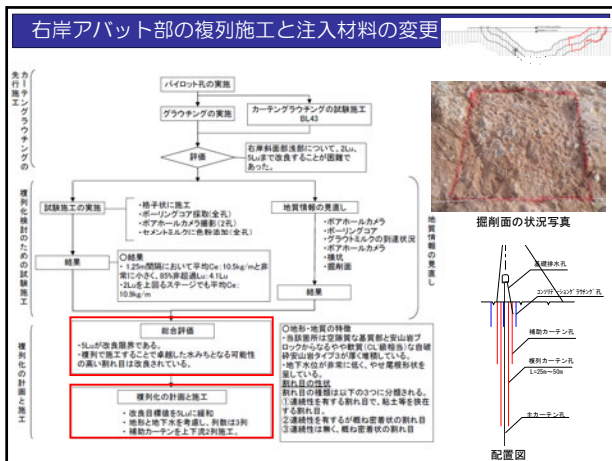 右岸アバット部の複列施工と注入材料の変更
カーテングラウチングの
先行施工
パイロット孔の実施
グラウチングの実施
カーテングラウチングの試験施工
BL43
評価
右岸斜面部浅部について、2Lu、
5Luまで改良することが困難で
あった。
複列化検討のための試験施工
試験施工の実施
・格子状に施工
・ボーリングコア採取(全孔)
・ボアホールカメラ撮影(2孔)
・セメントミルクに色粉添加(全孔)
結果
〇結果
・1.25m間隔において平均Ce:10.5kg/mと非
常に小さく、85%非超過Lu:4.1Lu
・2Luを上回るステージでも平均Ce:
10.9kg/m
地質情報の見直し
・ボアホールカメラ
・ボーリングコア
・グラウトミルクの到達状況
・ボアホールカメラ
・横坑
・掘削面
結果
地質情報の見直し
複列化の計画と施工
総合評価
・5Luが改良限界である。
・複列で施工することで卓越した水みちとなる可能性
の高い割れ目は改良されている。
複列化の計画と施工
・改良目標値を5Luに緩和
・地形と地下水を考慮し、列数は3列
・補助カーテンを上下流2列施工。
〇地形・地質の特徴
・当該箇所は空隙質な基質部と安山岩ブ
ロックからなるやや軟質(CL級相当)な自破
砕安山岩タイプ3が厚く堆積している。
・地下水位が非常に低く、やせ尾根形状を
呈している。
割れ目の性状
割れ目の種類は以下の3つに分類される。
①連続性を有する割れ目で、粘土等を挟在
する割れ目。
②連続性を有するが概ね密着状の割れ目
③連続性は無く、概ね密着状の割れ目
掘削面の状況写真
基礎排水孔
コンソリデーショングラウチング孔
補助カーテン孔
複列カーテン孔
L=25m~50m
主カーテン孔
配置図